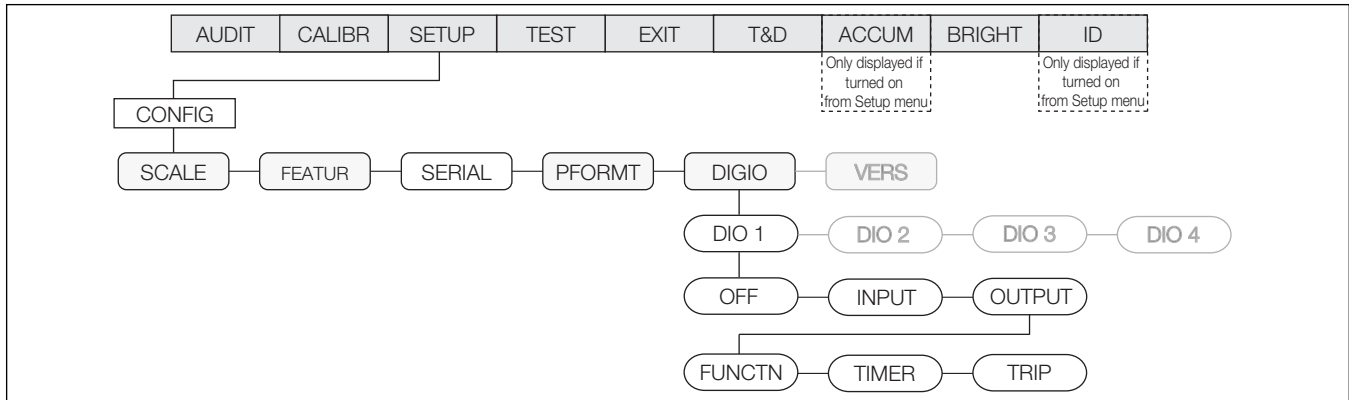 AUDIT CALIBR SETUP TEST EXIT T&D ACCUM BRIGHT ID
Only displayed if
turned on
from Setup menu
Only displayed if
turned on
from Setup menu
CONFIG
SCALE FEATUR SERIAL PFORMT DIGIO VERS
DIO 1 DIO 2 DIO 3 DIO 4
OFF INPUT OUTPUT
FUNCTN TIMER TRIP